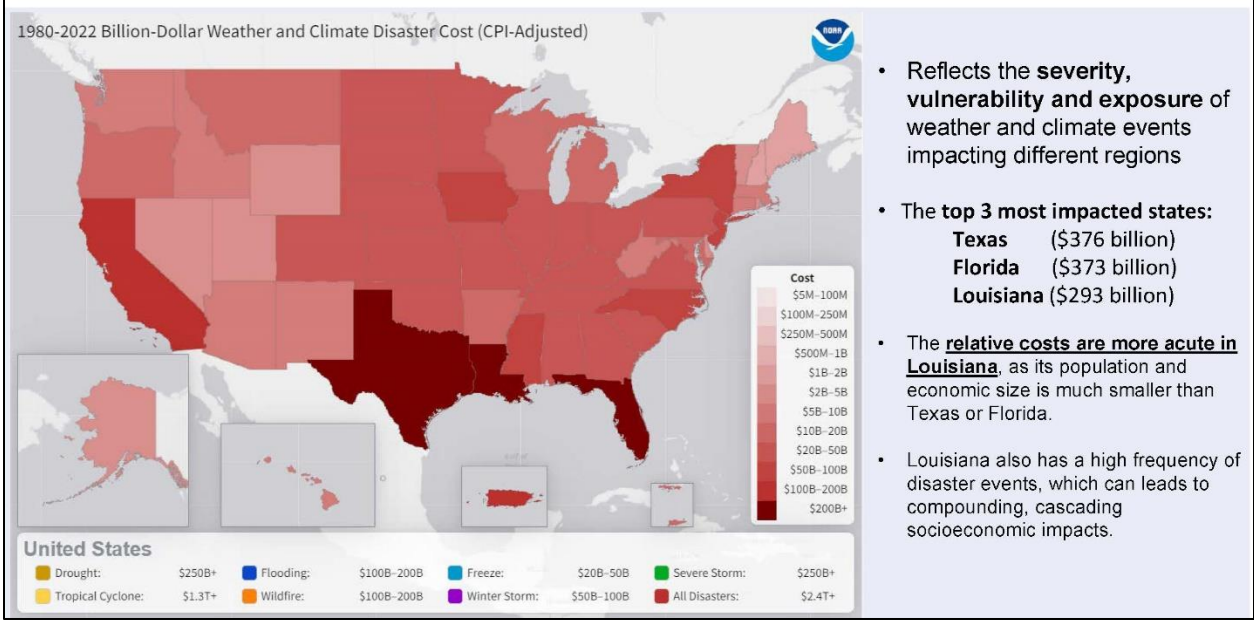 1980-2022 Billion-Dollar Weather and Climate Disaster Cost (CPI-Adjusted)
NOAA
Cost
$5M-100M
$100M-250M
$250M-500M
$500M-1B
$1B-2B
$2B-5B
$5B-10B
$10B-20B
$20B-50B
$50B-100B
$100B-200B
$200B+
United States
Drought: $250B+ Flooding: $100B-200B Freeze: $20B-50B Severe Storm: $250B+
Tropical Cyclone: $1.3T+ Wildfire: $100B-200B Winter Storm: $50B-100B All Disasters: $2.4T+
• Reflects the severity,
vulnerability and exposure of
weather and climate events
impacting different regions
• The top 3 most impacted states:
Texas ($376 billion)
Florida ($373 billion)
Louisiana ($293 billion)
• The relative costs are more acute in
Louisiana, as its population and
economic size is much smaller than
Texas or Florida.
• Louisiana also has a high frequency of
disaster events, which can leads to
compounding, cascading
socioeconomic impacts.